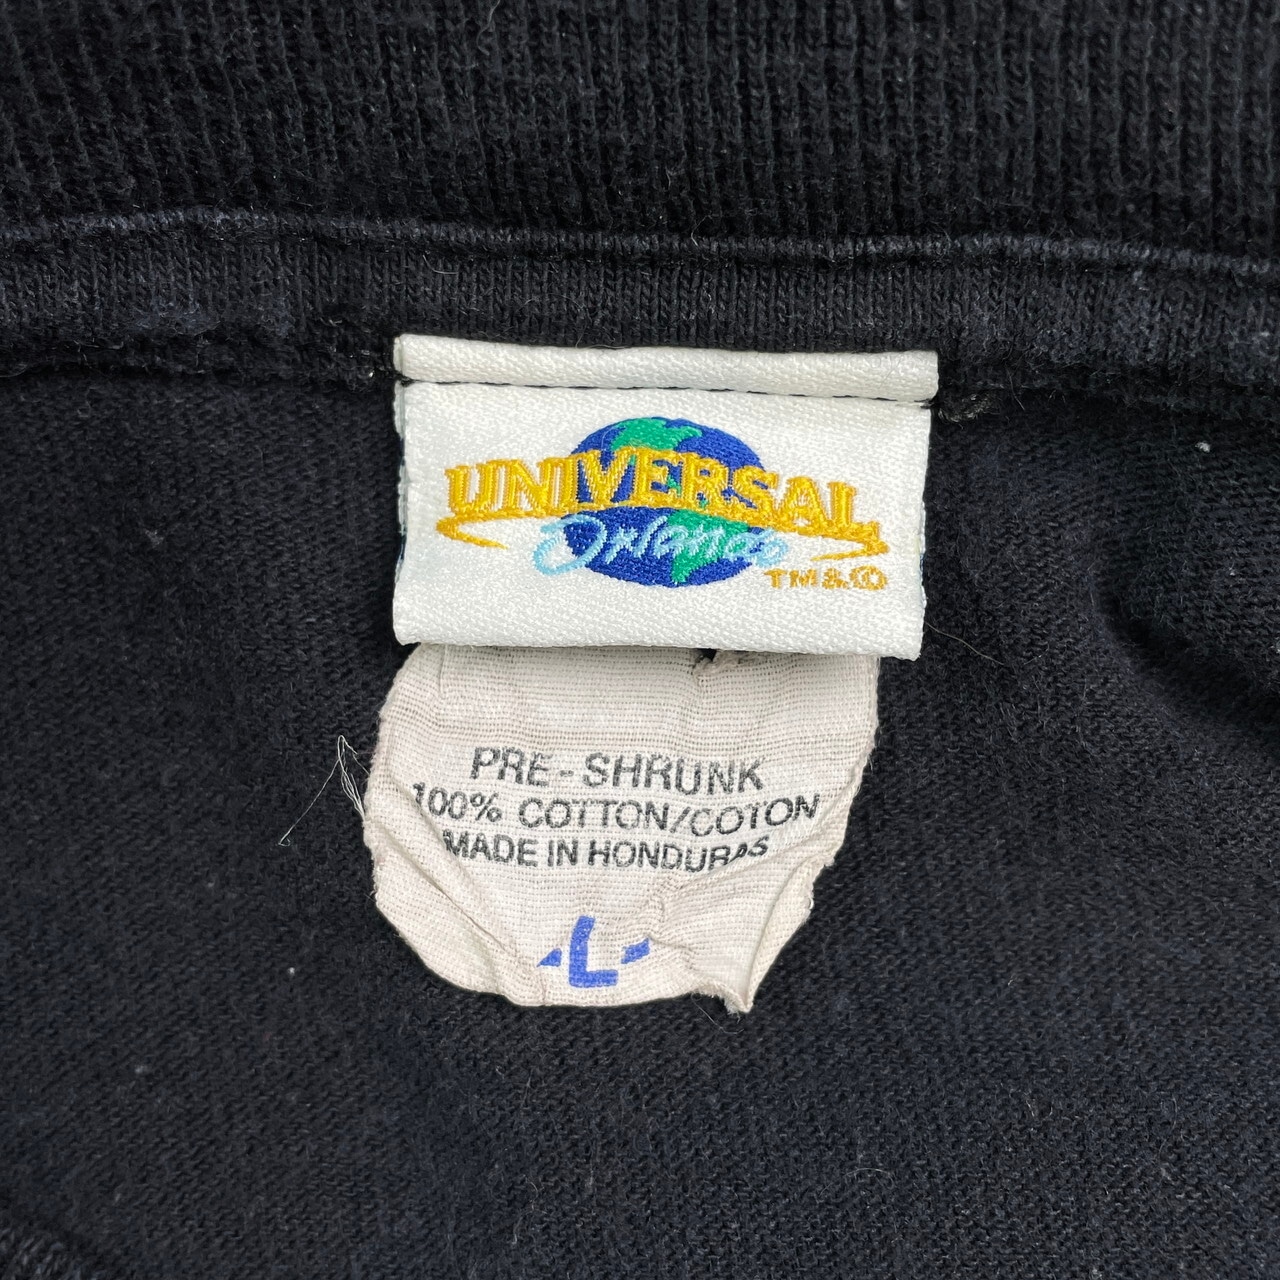 UNIVERSAL
Orlando
TM&©
PRE-SHRUNK
100% COTTON/COTON
MADE IN HONDURAS
-L-